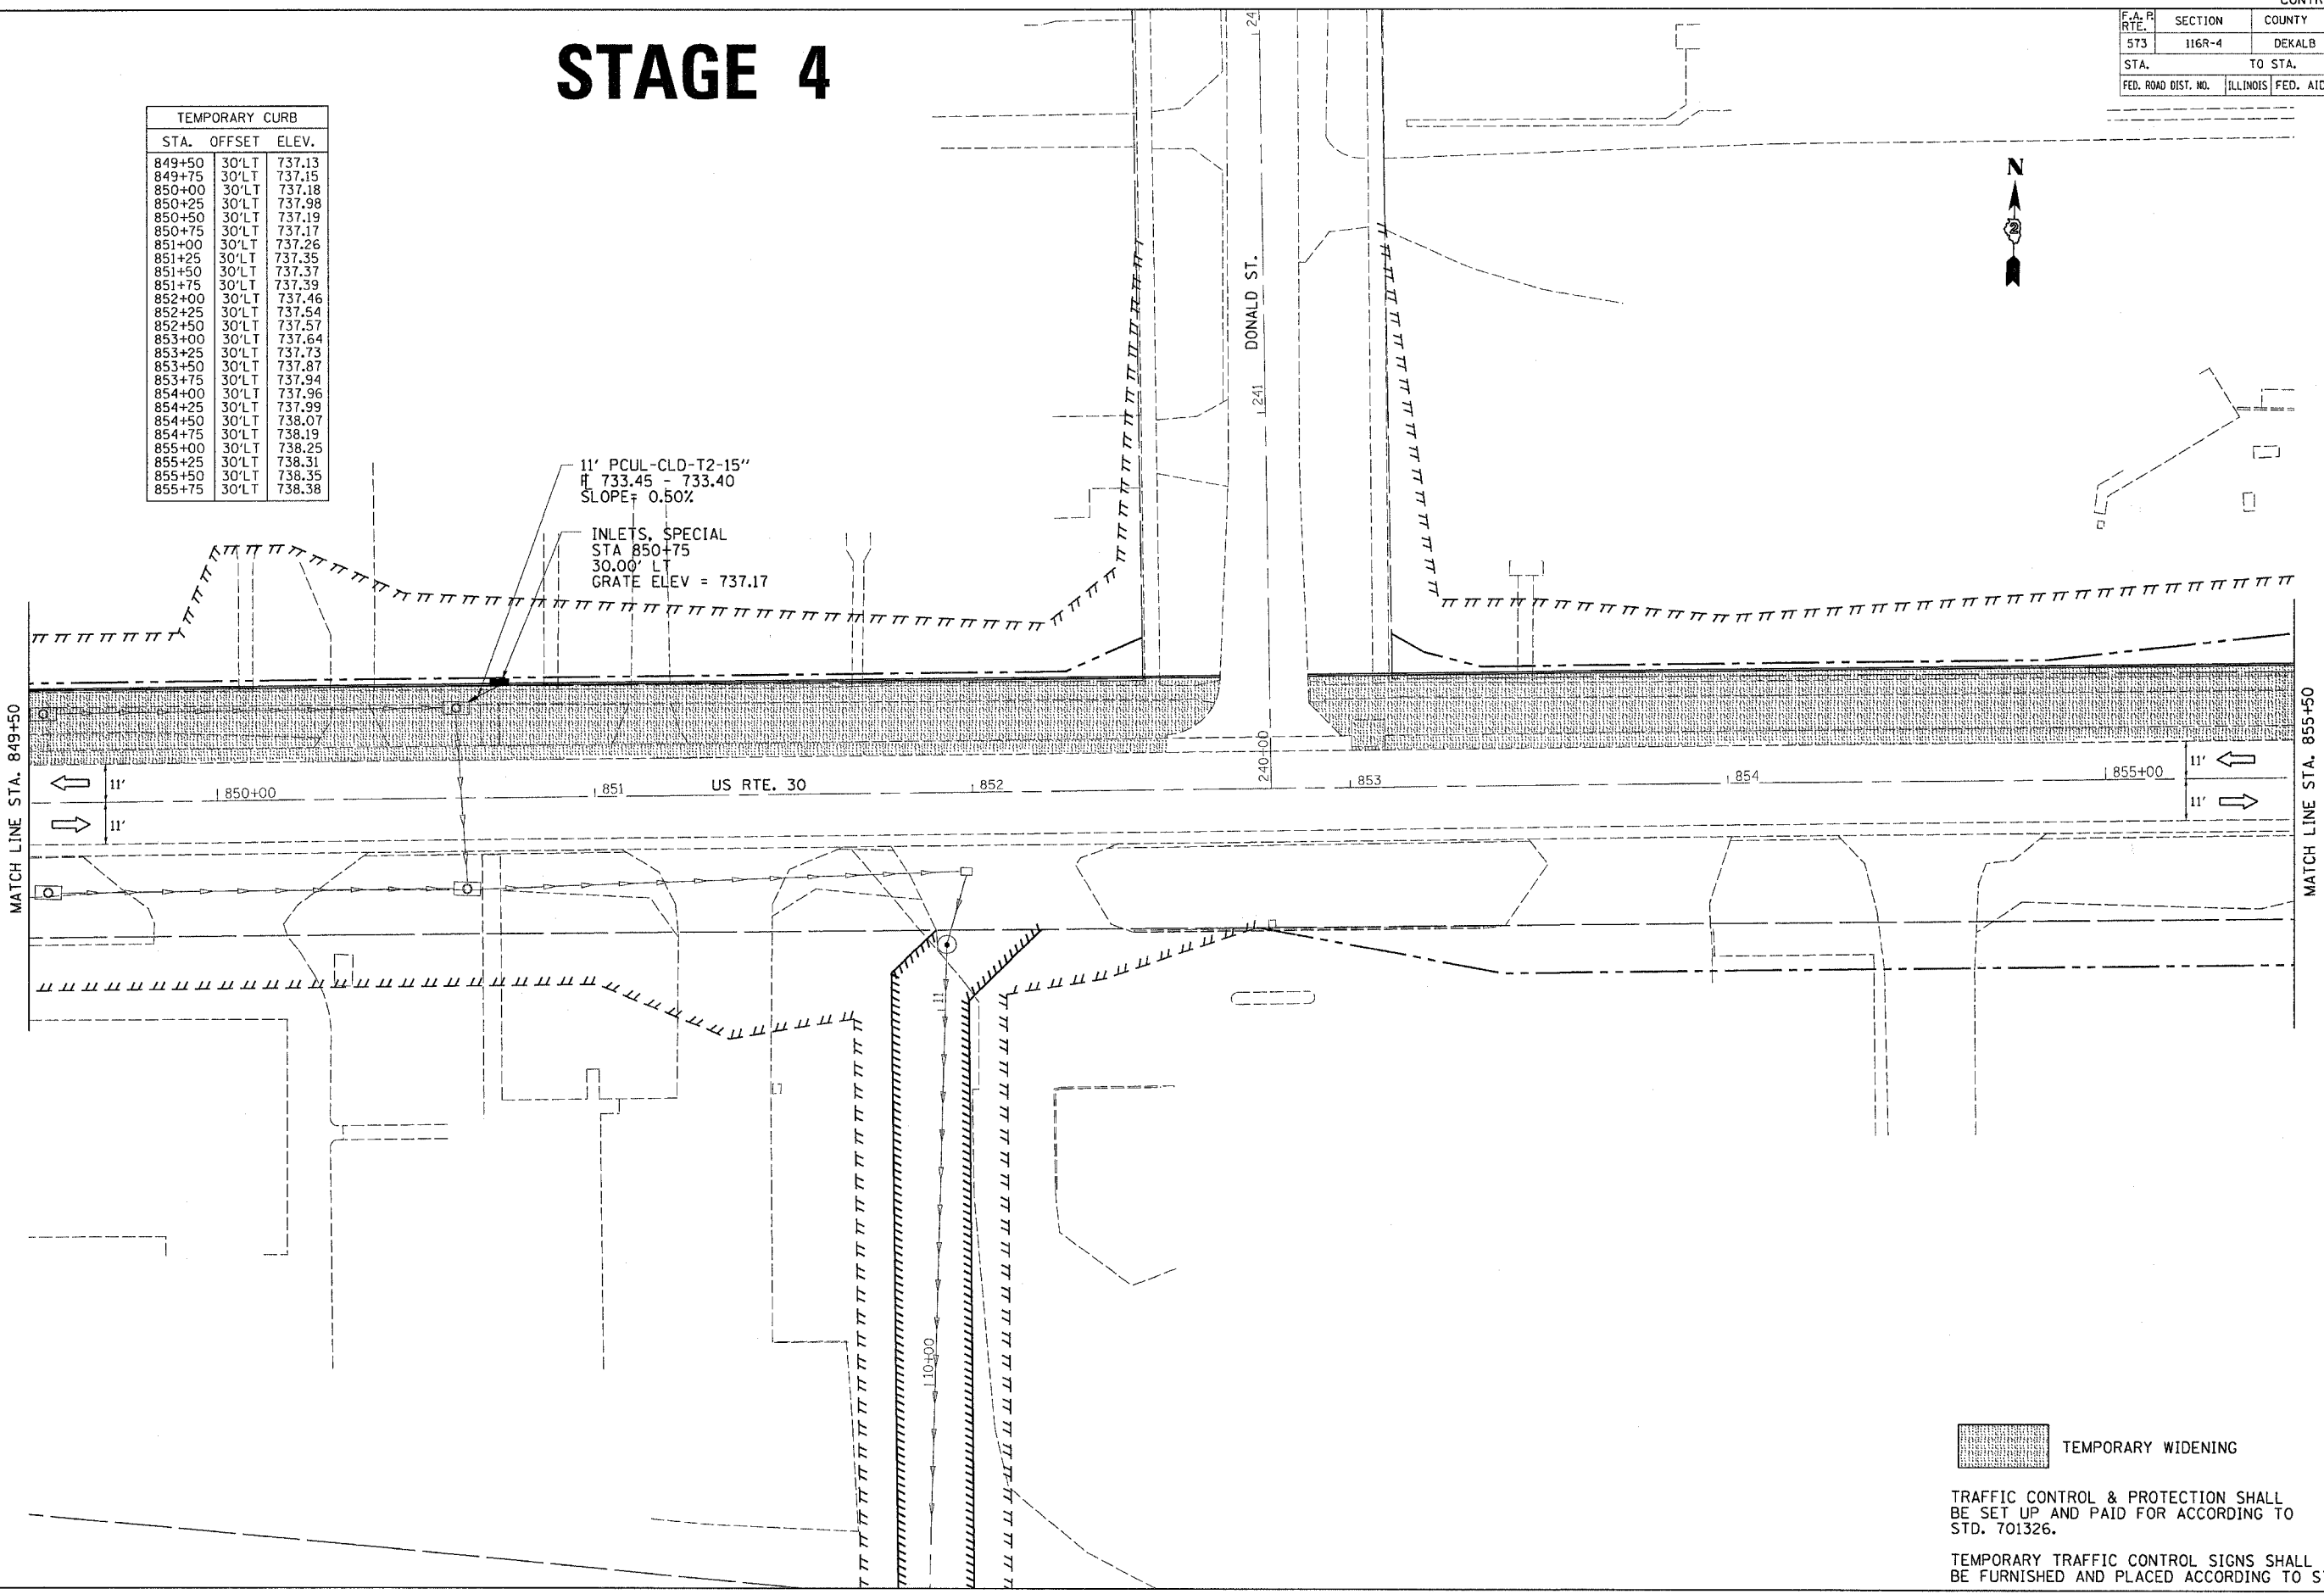 CONTR
F.A.P. RTE. SECTION COUNTY
573 116R-4 DEKALB
STA. TO STA.
FED. ROAD DIST. NO. ILLINOIS FED. AID
STAGE 4
TEMPORARY CURB
STA. OFFSET ELEV.
849+50 30'LT 737.13
849+75 30'LT 737.15
850+00 30'LT 737.18
850+25 30'LT 737.98
850+50 30'LT 737.19
850+75 30'LT 737.17
851+00 30'LT 737.26
851+25 30'LT 737.35
851+50 30'LT 737.37
851+75 30'LT 737.39
852+00 30'LT 737.46
852+25 30'LT 737.54
852+50 30'LT 737.57
853+00 30'LT 737.64
853+25 30'LT 737.73
853+50 30'LT 737.87
853+75 30'LT 737.94
854+00 30'LT 737.96
854+25 30'LT 737.99
854+50 30'LT 738.07
854+75 30'LT 738.19
855+00 30'LT 738.25
855+25 30'LT 738.31
855+50 30'LT 738.35
855+75 30'LT 738.38
N
2
24
DONALD ST.
241
11' PCUL-CLD-T2-15"
733.45 - 733.40
SLOPE= 0.50%
INLETS, SPECIAL
STA 850+75
30.00' LT
GRATE ELEV = 737.17
MATCH LINE STA. 849+50
MATCH LINE STA. 855+50
11'
11'
11'
11'
850+00
851
US RTE. 30
852
240+00
853
854
855+00
11
110+00
TEMPORARY WIDENING
TRAFFIC CONTROL & PROTECTION SHALL
BE SET UP AND PAID FOR ACCORDING TO
STD. 701326.
TEMPORARY TRAFFIC CONTROL SIGNS SHALL
BE FURNISHED AND PLACED ACCORDING TO S